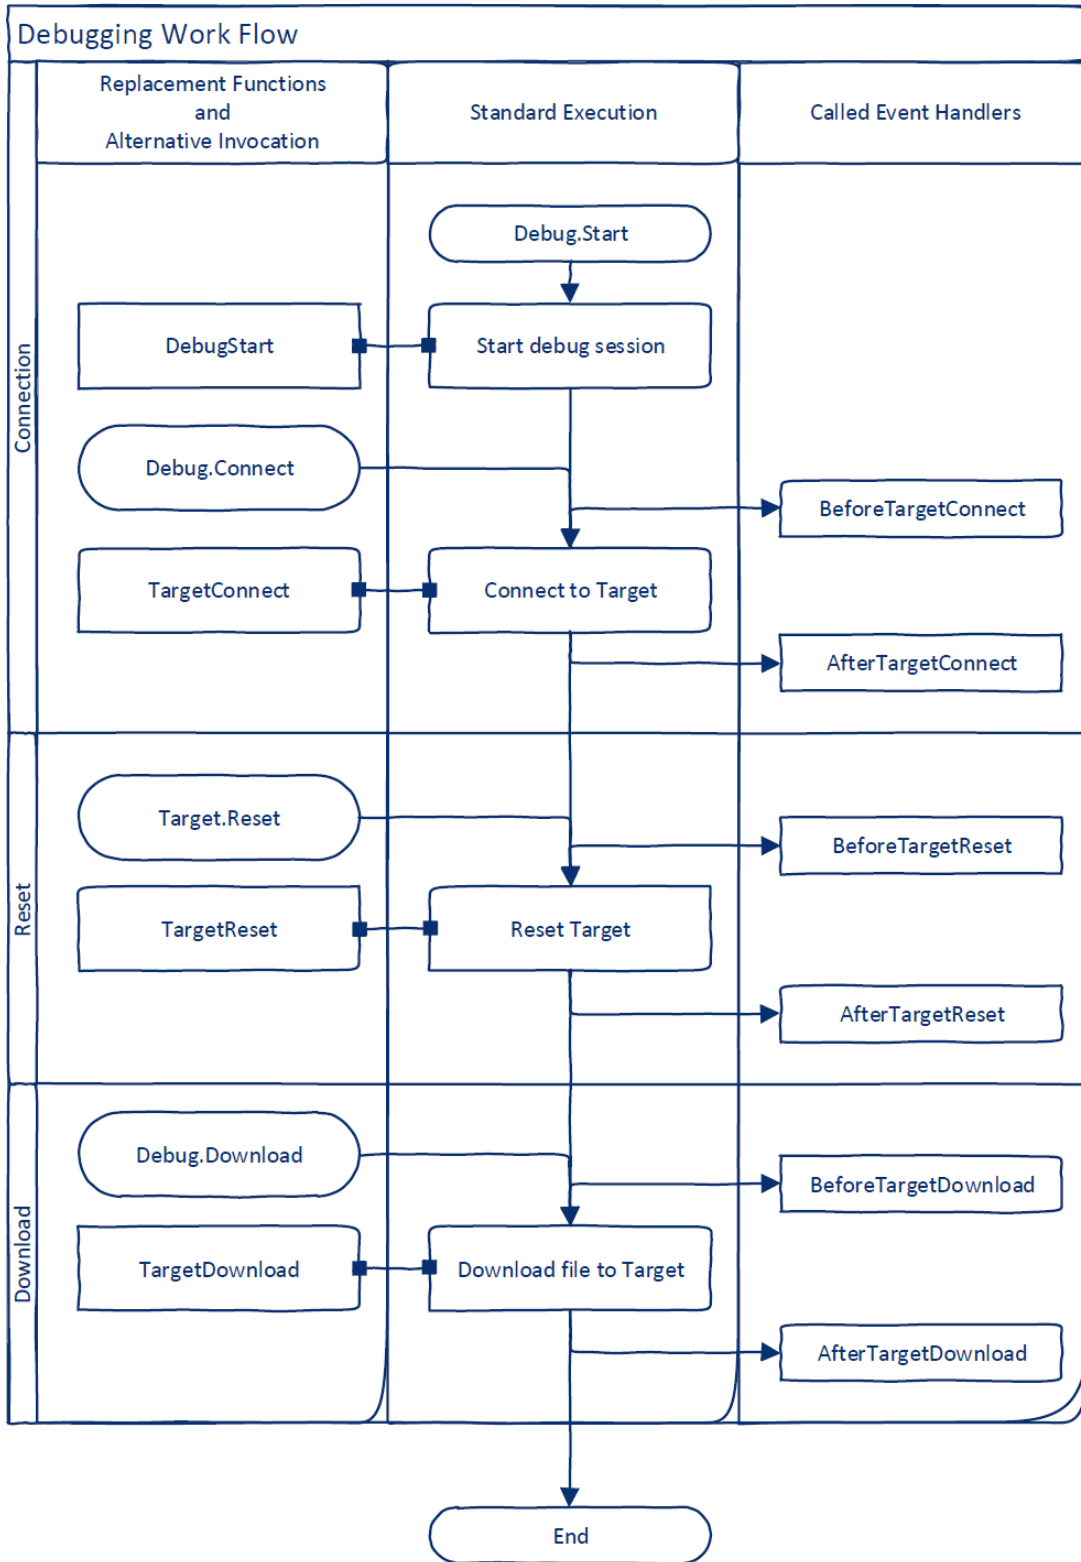 Debugging Work Flow
Replacement Functions
and
Alternative Invocation
Standard Execution
Called Event Handlers
Connection
Debug.Start
DebugStart
Start debug session
Debug.Connect
BeforeTargetConnect
TargetConnect
Connect to Target
AfterTargetConnect
Reset
Target.Reset
BeforeTargetReset
TargetReset
Reset Target
AfterTargetReset
Download
Debug.Download
BeforeTargetDownload
TargetDownload
Download file to Target
AfterTargetDownload
End